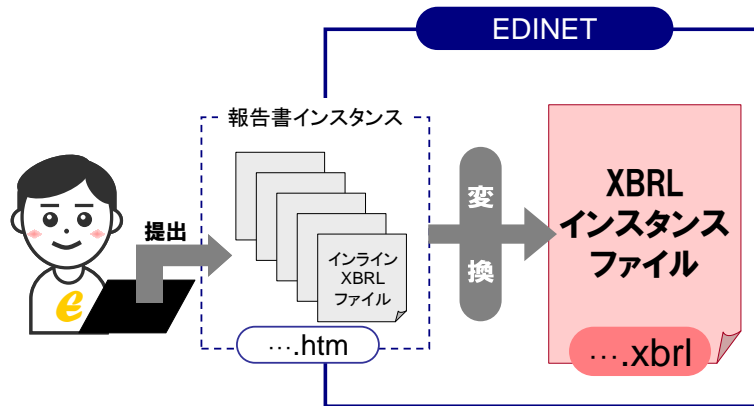 EDINET
報告書インスタンス
提出
e
インライン
XBRL
ファイル
….htm
変
換
XBRL
インスタンス
ファイル
….xbrl